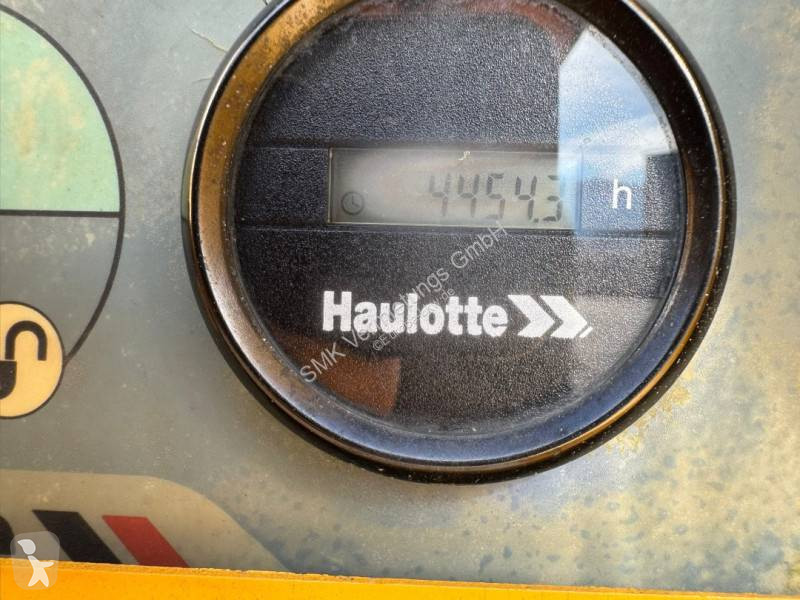 4454.3 h
Haulotte
SMK Vermietungs GmbH